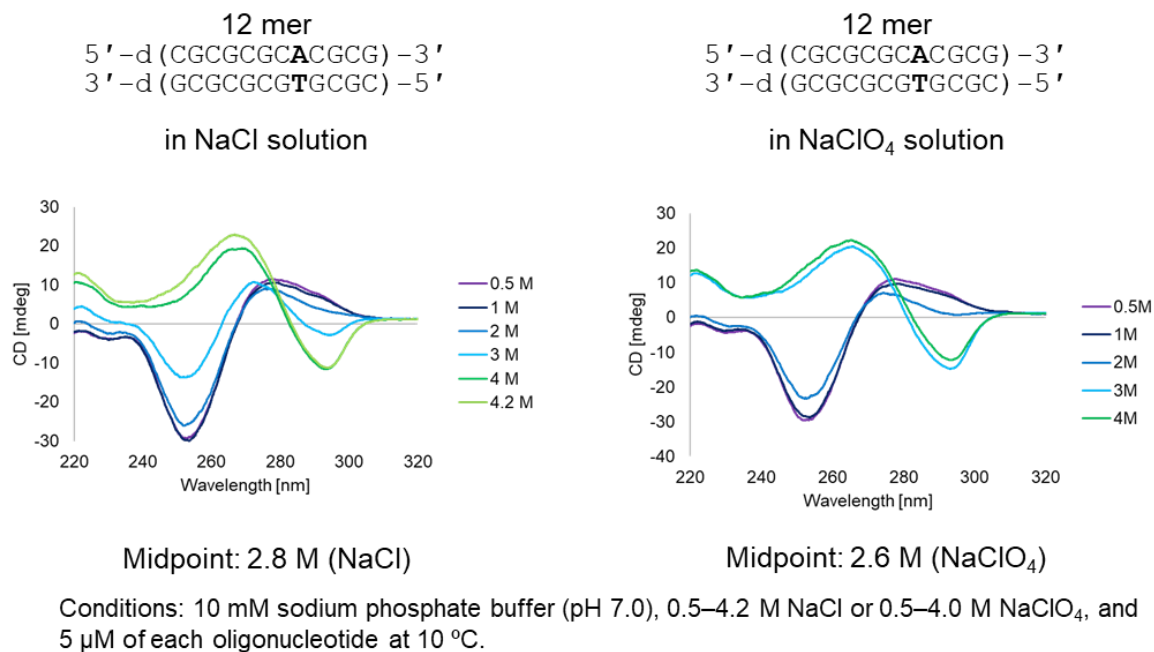 12 mer
5′-d(CGCGCGCACGCG)-3′
3′-d(GCGCGCGTGCGC)-5′
in NaCl solution
30
20
10
0
-10
-20
-30
CD [mdeg]
220 240 260 280 300 320
Wavelength [nm]
0.5 M
1 M
2 M
3 M
4 M
4.2 M
Midpoint: 2.8 M (NaCl)
12 mer
5′-d(CGCGCGCACGCG)-3′
3′-d(GCGCGCGTGCGC)-5′
in NaClO₄ solution
30
20
10
0
-10
-20
-30
-40
CD [mdeg]
220 240 260 280 300 320
Wavelength [nm]
0.5M
1M
2M
3M
4M
Midpoint: 2.6 M (NaClO₄)
Conditions: 10 mM sodium phosphate buffer (pH 7.0), 0.5–4.2 M NaCl or 0.5–4.0 M NaClO₄, and
5 μM of each oligonucleotide at 10 ºC.